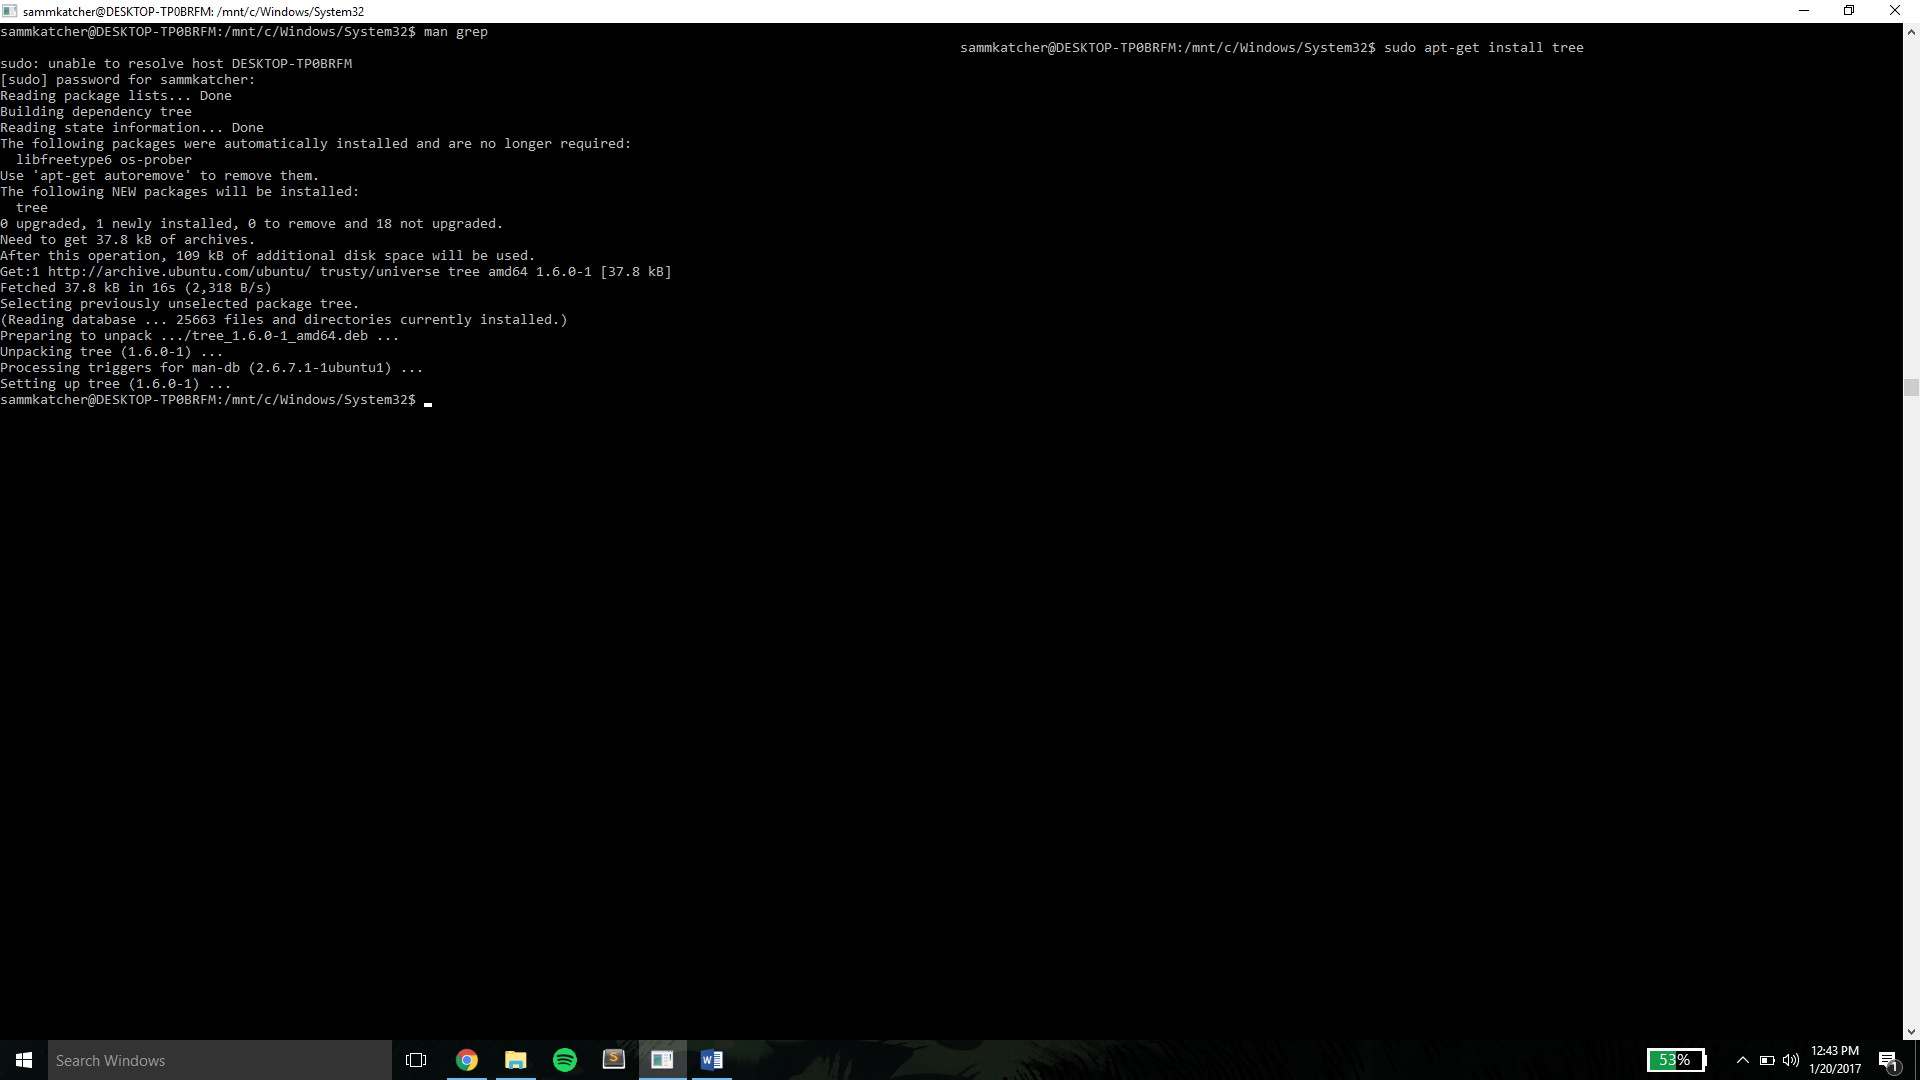 sammkatcher@DESKTOP-TP0BRFM: /mnt/c/Windows/System32
sammkatcher@DESKTOP-TP0BRFM:/mnt/c/Windows/System32$ man grep
sammkatcher@DESKTOP-TP0BRFM:/mnt/c/Windows/System32$ sudo apt-get install tree
sudo: unable to resolve host DESKTOP-TP0BRFM
[sudo] password for sammkatcher:
Reading package lists... Done
Building dependency tree
Reading state information... Done
The following packages were automatically installed and are no longer required:
  libfreetype6 os-prober
Use 'apt-get autoremove' to remove them.
The following NEW packages will be installed:
  tree
0 upgraded, 1 newly installed, 0 to remove and 18 not upgraded.
Need to get 37.8 kB of archives.
After this operation, 109 kB of additional disk space will be used.
Get:1 http://archive.ubuntu.com/ubuntu/ trusty/universe tree amd64 1.6.0-1 [37.8 kB]
Fetched 37.8 kB in 16s (2,318 B/s)
Selecting previously unselected package tree.
(Reading database ... 25663 files and directories currently installed.)
Preparing to unpack .../tree_1.6.0-1_amd64.deb ...
Unpacking tree (1.6.0-1) ...
Processing triggers for man-db (2.6.7.1-1ubuntu1) ...
Setting up tree (1.6.0-1) ...
sammkatcher@DESKTOP-TP0BRFM:/mnt/c/Windows/System32$
Search Windows
53%
12:43 PM
1/20/2017
1